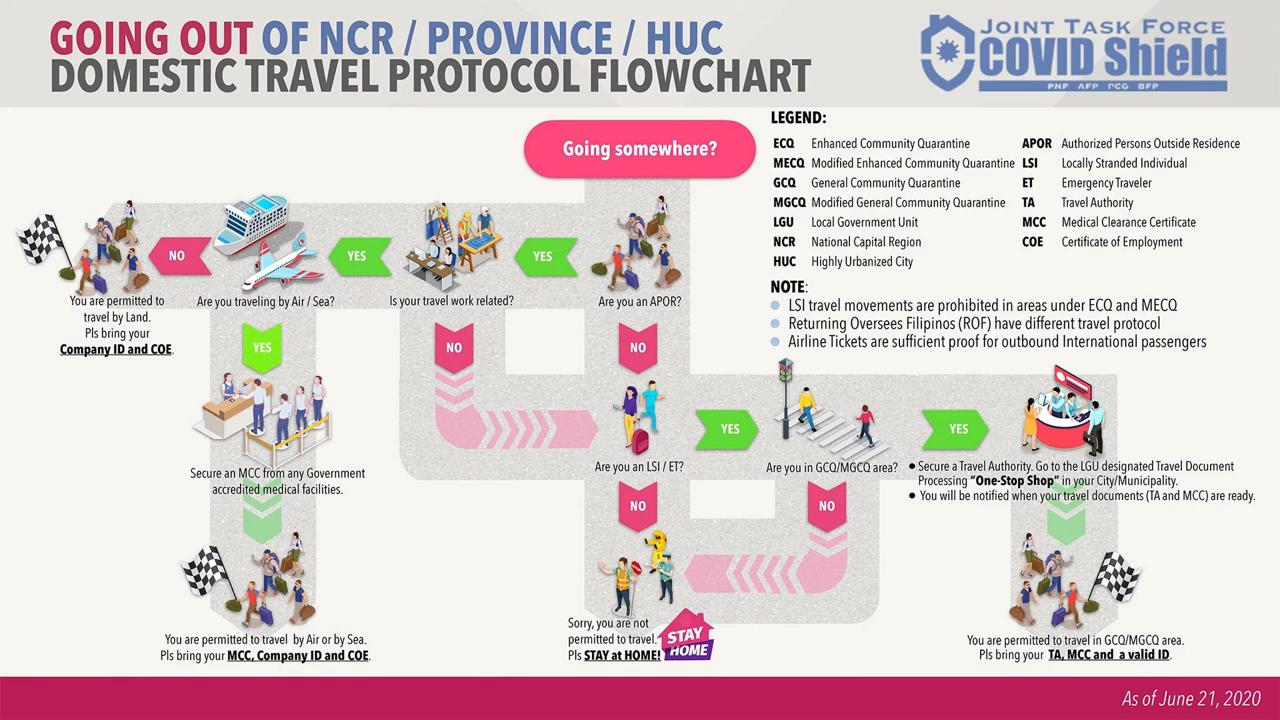 GOING OUT OF NCR / PROVINCE / HUC
DOMESTIC TRAVEL PROTOCOL FLOWCHART
JOINT TASK FORCE
COVID Shield
PNP AFP PCG BFP
Going somewhere?
LEGEND:
ECQ Enhanced Community Quarantine
MECQ Modified Enhanced Community Quarantine
GCQ General Community Quarantine
MGCQ Modified General Community Quarantine
LGU Local Government Unit
NCR National Capital Region
HUC Highly Urbanized City
APOR Authorized Persons Outside Residence
LSI Locally Stranded Individual
ET Emergency Traveler
TA Travel Authority
MCC Medical Clearance Certificate
COE Certificate of Employment
NOTE:
LSI travel movements are prohibited in areas under ECQ and MECQ
Returning Oversees Filipinos (ROF) have different travel protocol
Airline Tickets are sufficient proof for outbound International passengers
Are you an APOR?
YES
Is your travel work related?
YES
Are you traveling by Air / Sea?
NO
You are permitted to
travel by Land.
Pls bring your
Company ID and COE.
YES
NO
NO
Secure an MCC from any Government
accredited medical facilities.
Are you an LSI / ET?
YES
Are you in GCQ/MGCQ area?
YES
● Secure a Travel Authority. Go to the LGU designated Travel Document
Processing "One-Stop Shop" in your City/Municipality.
● You will be notified when your travel documents (TA and MCC) are ready.
NO
NO
You are permitted to travel by Air or by Sea.
Pls bring your MCC, Company ID and COE.
Sorry, you are not
permitted to travel.
Pls STAY at HOME!
STAY
HOME
You are permitted to travel in GCQ/MGCQ area.
Pls bring your TA, MCC and a valid ID.
As of June 21, 2020